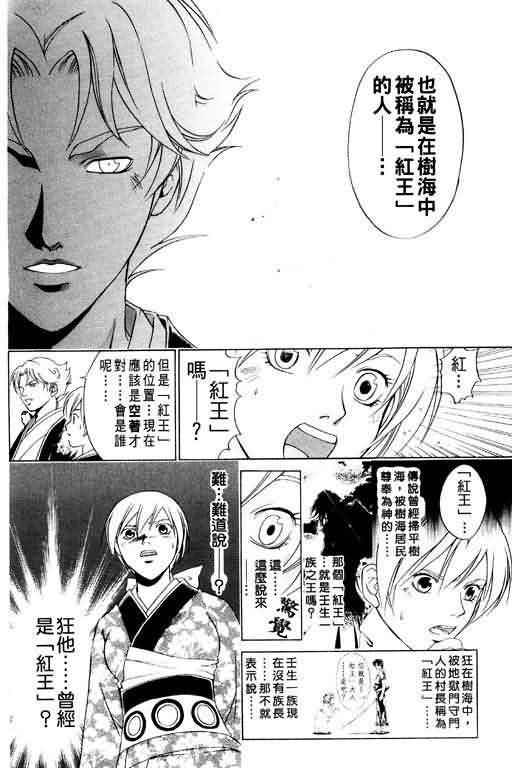 也就是在樹海中
被稱為「紅王」
的人——…
紅…
「紅王」
嗎——？
但是「紅王」
的位置…現在
應該是空著才
對……會是誰
呢…
「紅王」…
傳說曾經掃平樹
海，被樹海居民
尊奉為神的—…
那個「紅王」
…就是壬生一
族之王嗎？
這……
這麼說來
驚愕
狂在樹海中，
被地獄門守門
人的村長稱為
「紅王」
壬生一族現
在沒有族長
……那不就
表示說……
難…難道說——？
狂他……曾經
是「紅王」？